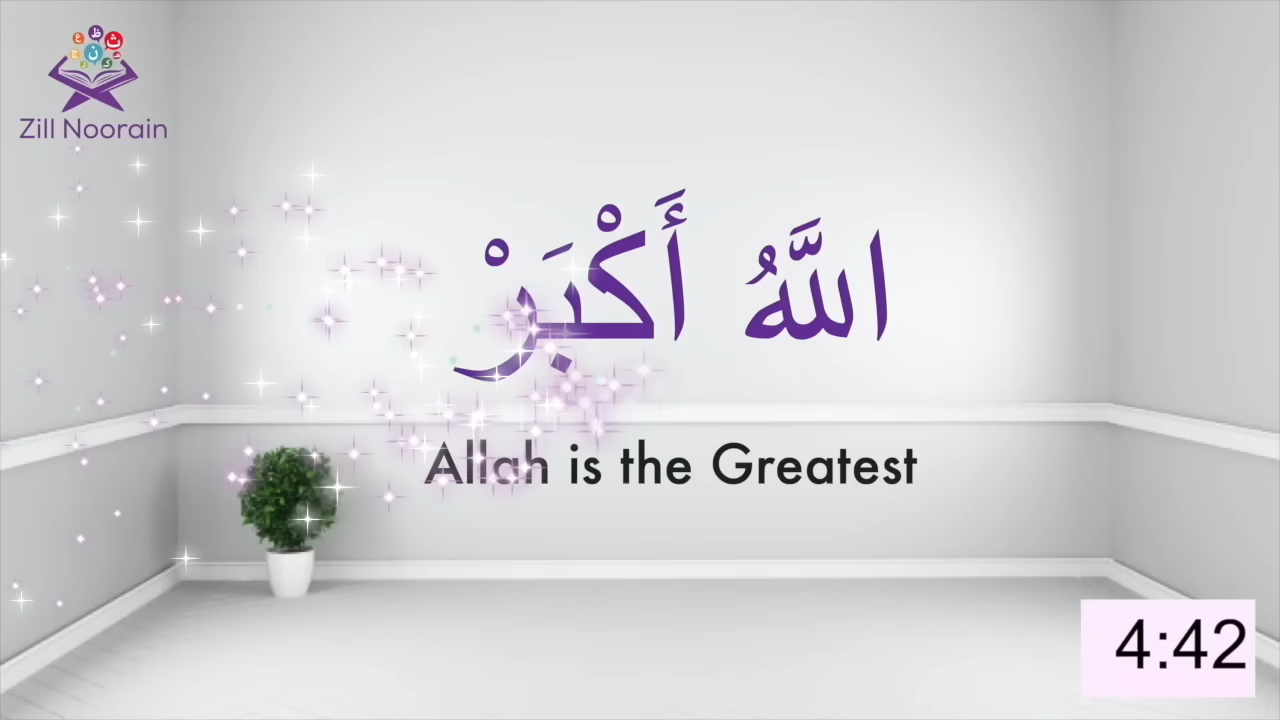 Zill Noorain
اللَّهُ أَكْبَرْ
Allah is the Greatest
4:42